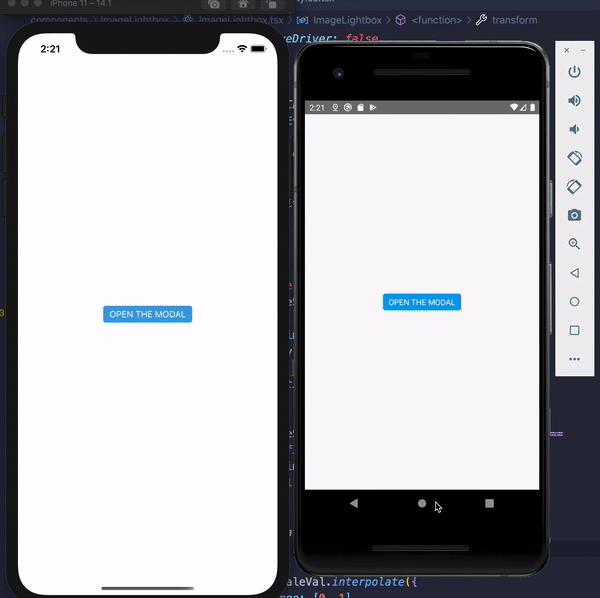 iPhone 11 – 14.1
components › ImageLightbox › ImageLightbox.tsx › ImageLightbox › <function> › transform
veDriver: false
2:21
2:21
OPEN THE MODAL
OPEN THE MODAL
aleVal.interpolate({